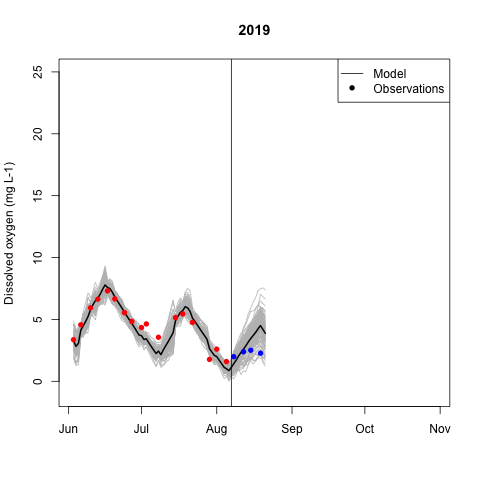 2019
Model
Observations
Dissolved oxygen (mg L-1)
25
20
15
10
5
0
Jun Jul Aug Sep Oct Nov